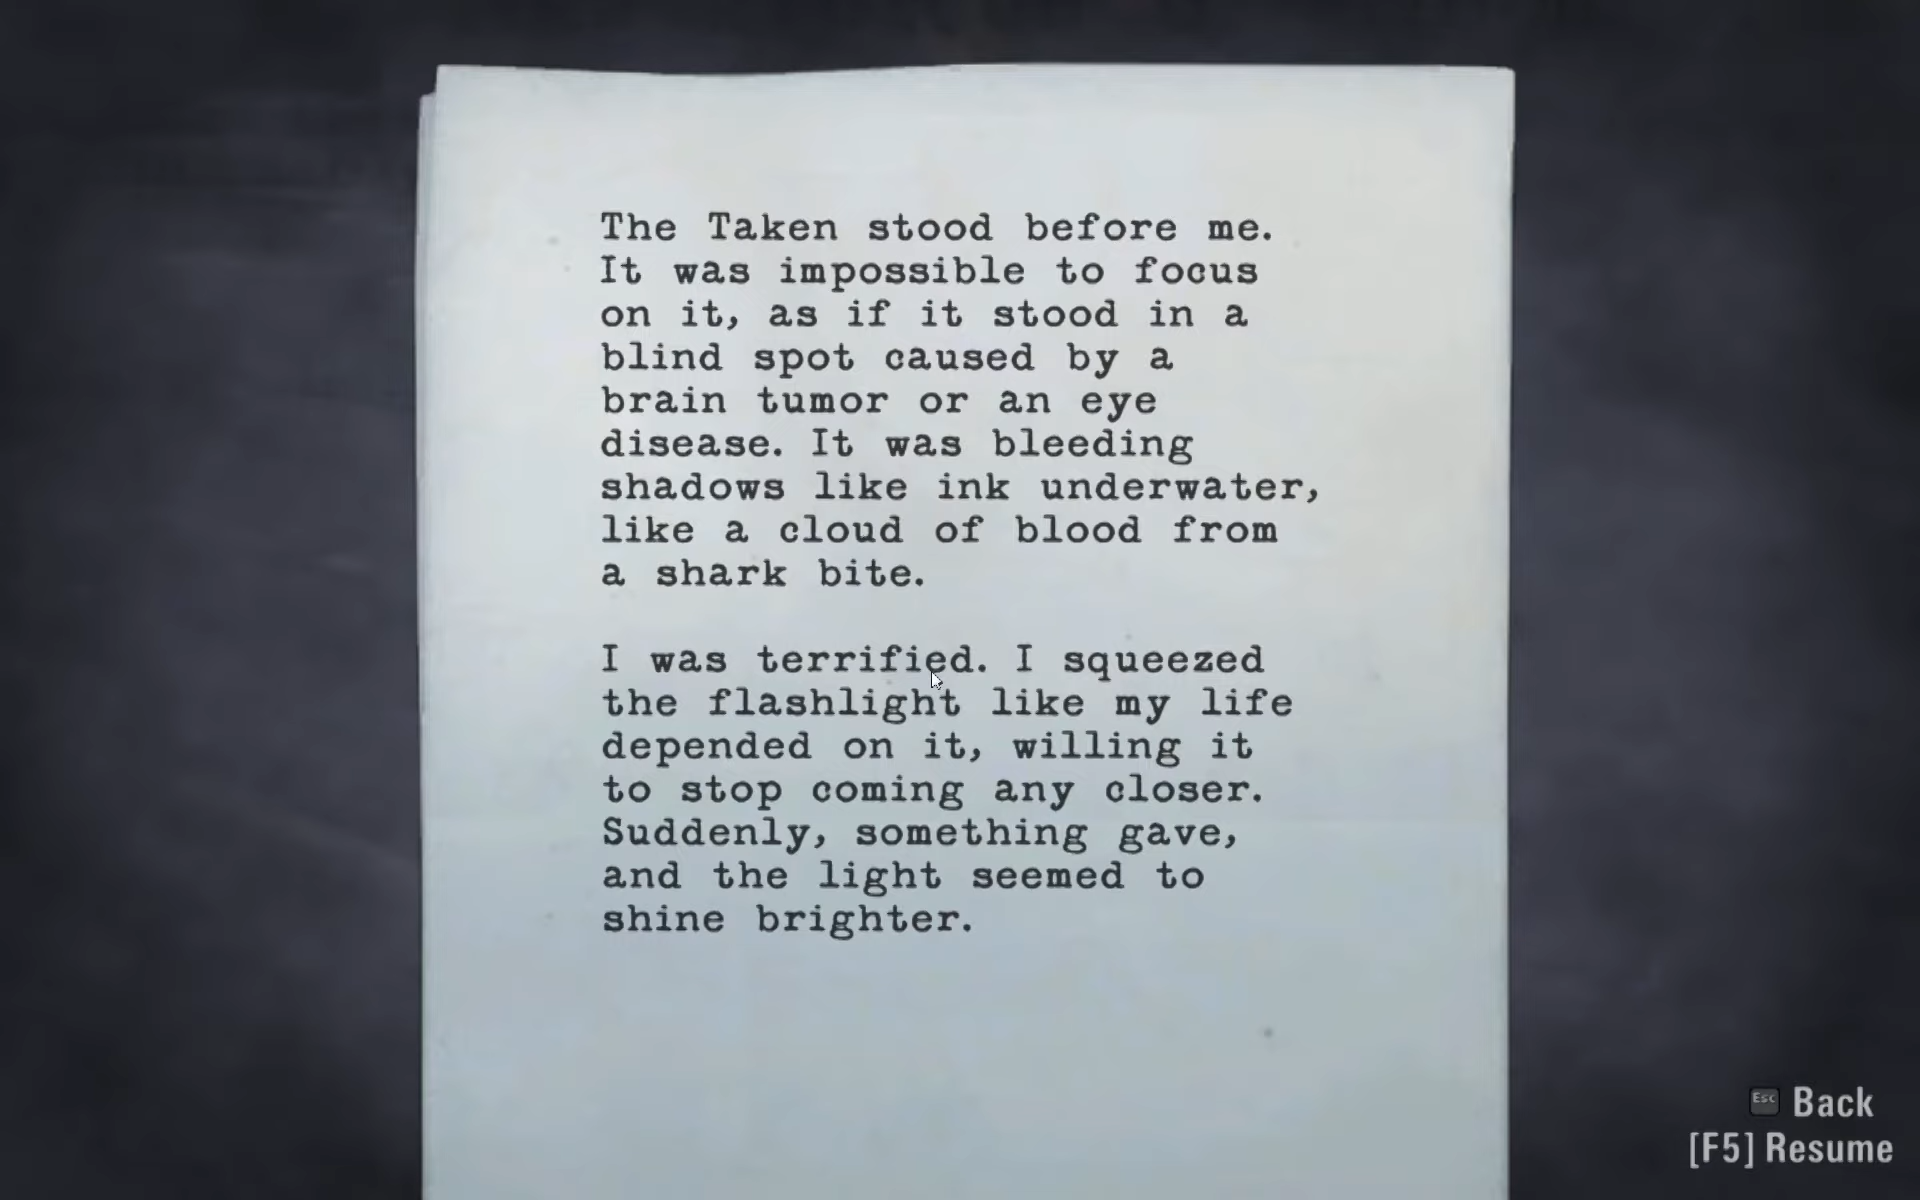 The Taken stood before me.
It was impossible to focus
on it, as if it stood in a
blind spot caused by a
brain tumor or an eye
disease. It was bleeding
shadows like ink underwater,
like a cloud of blood from
a shark bite.
I was terrified. I squeezed
the flashlight like my life
depended on it, willing it
to stop coming any closer.
Suddenly, something gave,
and the light seemed to
shine brighter.
Esc Back
[F5] Resume